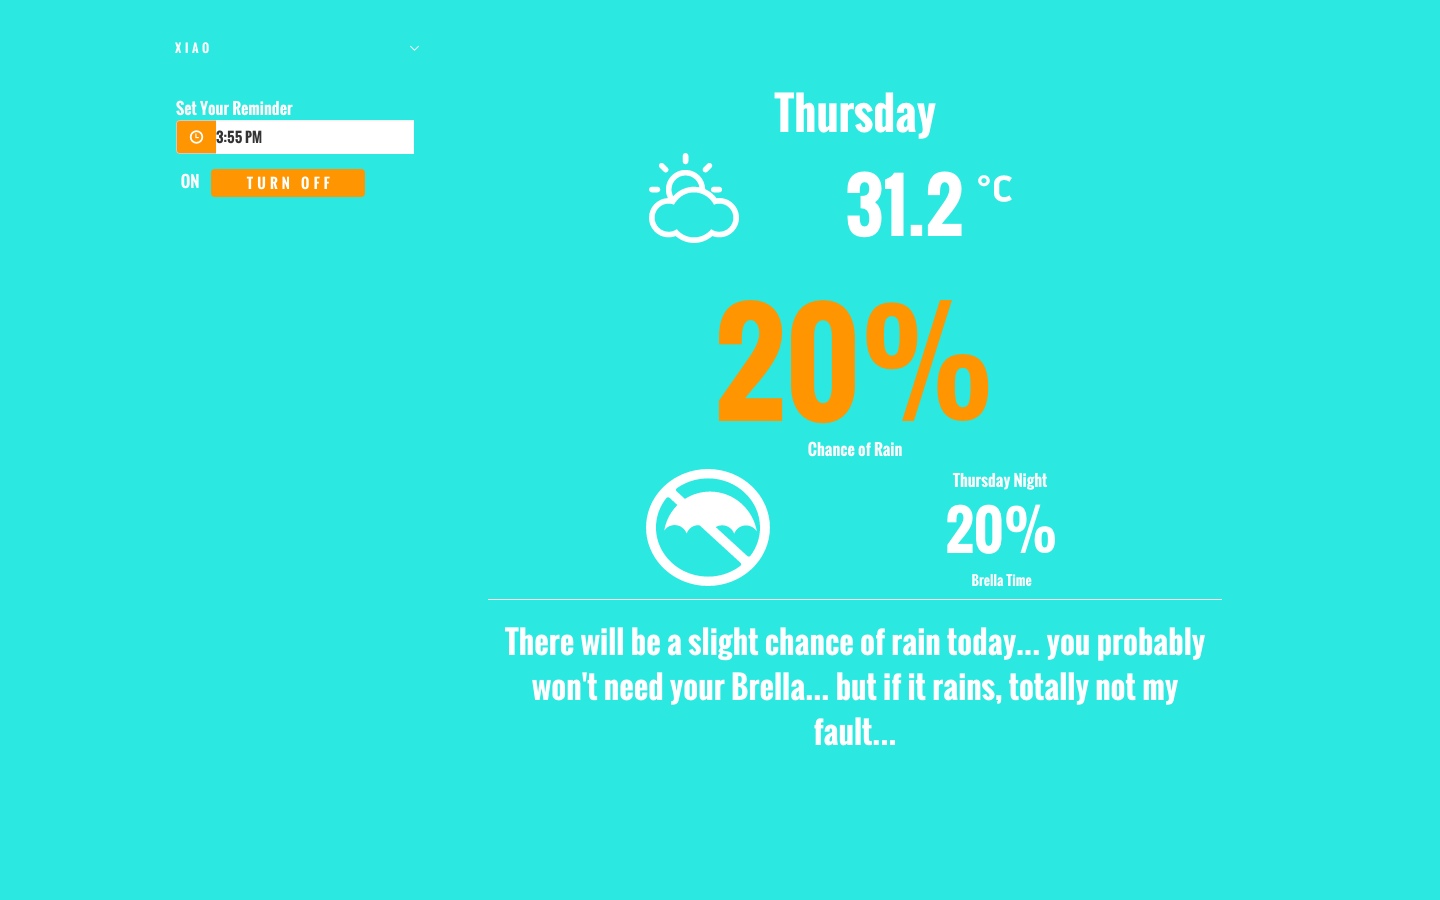 XIAO
Set Your Reminder
3:55 PM
ON
TURN OFF
Thursday
31.2 °C
20%
Chance of Rain
Thursday Night
20%
Brella Time
There will be a slight chance of rain today... you probably
won't need your Brella... but if it rains, totally not my
fault...